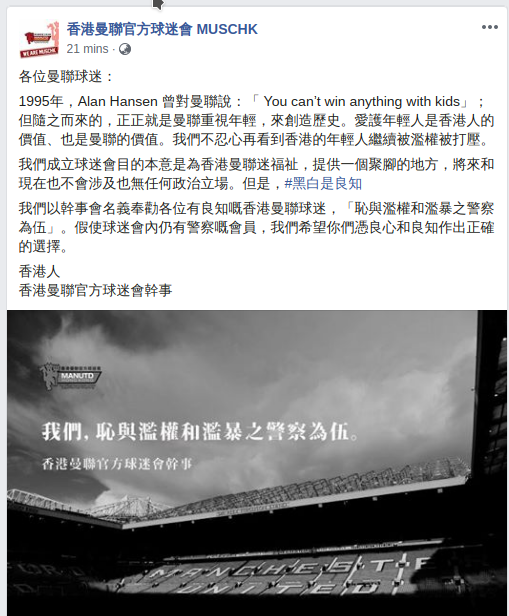 香港曼聯官方球迷會 MUSCHK
21 mins ·
WE ARE MUSCHK
各位曼聯球迷：
1995年，Alan Hansen 曾對曼聯說：「 You can’t win anything with kids」；
但隨之而來的，正正就是曼聯重視年輕，來創造歷史。愛護年輕人是香港人的
價值、也是曼聯的價值。我們不忍心再看到香港的年輕人繼續被濫權被打壓。
我們成立球迷會目的本意是為香港曼聯迷福祉，提供一個聚腳的地方，將來和
現在也不會涉及也無任何政治立場。但是，#黑白是良知
我們以幹事會名義奉勸各位有良知嘅香港曼聯球迷，「恥與濫權和濫暴之警察
為伍」。假使球迷會內仍有警察嘅會員，我們希望你們憑良心和良知作出正確
的選擇。
香港人
香港曼聯官方球迷會幹事
MANUTD
我們，恥與濫權和濫暴之警察為伍。
香港曼聯官方球迷會幹事
MANCHESTER
UNITED